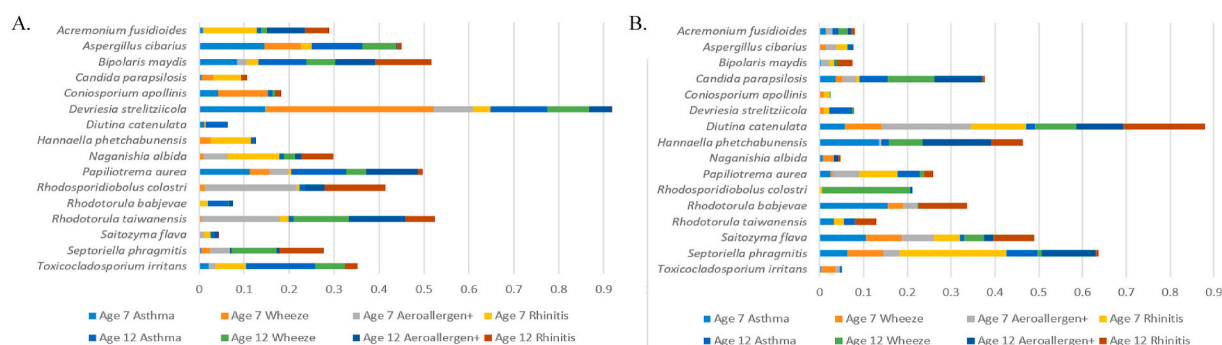 A.
Acremonium fusidioides
Aspergillus cibarius
Bipolaris maydis
Candida parapsilosis
Coniosporium apollinis
Devriesia strelitziicola
Diutina catenulata
Hannaella phetchabunensis
Naganishia albida
Papiliotrema aurea
Rhodosporidiobolus colostri
Rhodotorula babjevae
Rhodotorula taiwanensis
Saitozyma flava
Septoriella phragmitis
Toxicocladosporium irritans
0 0.1 0.2 0.3 0.4 0.5 0.6 0.7 0.8 0.9
Age 7 Asthma Age 7 Wheeze Age 7 Aeroallergen+ Age 7 Rhinitis
Age 12 Asthma Age 12 Wheeze Age 12 Aeroallergen+ Age 12 Rhinitis
B.
Acremonium fusidioides
Aspergillus cibarius
Bipolaris maydis
Candida parapsilosis
Coniosporium apollinis
Devriesia strelitziicola
Diutina catenulata
Hannaella phetchabunensis
Naganishia albida
Papiliotrema aurea
Rhodosporidiobolus colostri
Rhodotorula babjevae
Rhodotorula taiwanensis
Saitozyma flava
Septoriella phragmitis
Toxicocladosporium irritans
0 0.1 0.2 0.3 0.4 0.5 0.6 0.7 0.8 0.9
Age 7 Asthma Age 7 Wheeze Age 7 Aeroallergen+ Age 7 Rhinitis
Age 12 Asthma Age 12 Wheeze Age 12 Aeroallergen+ Age 12 Rhinitis